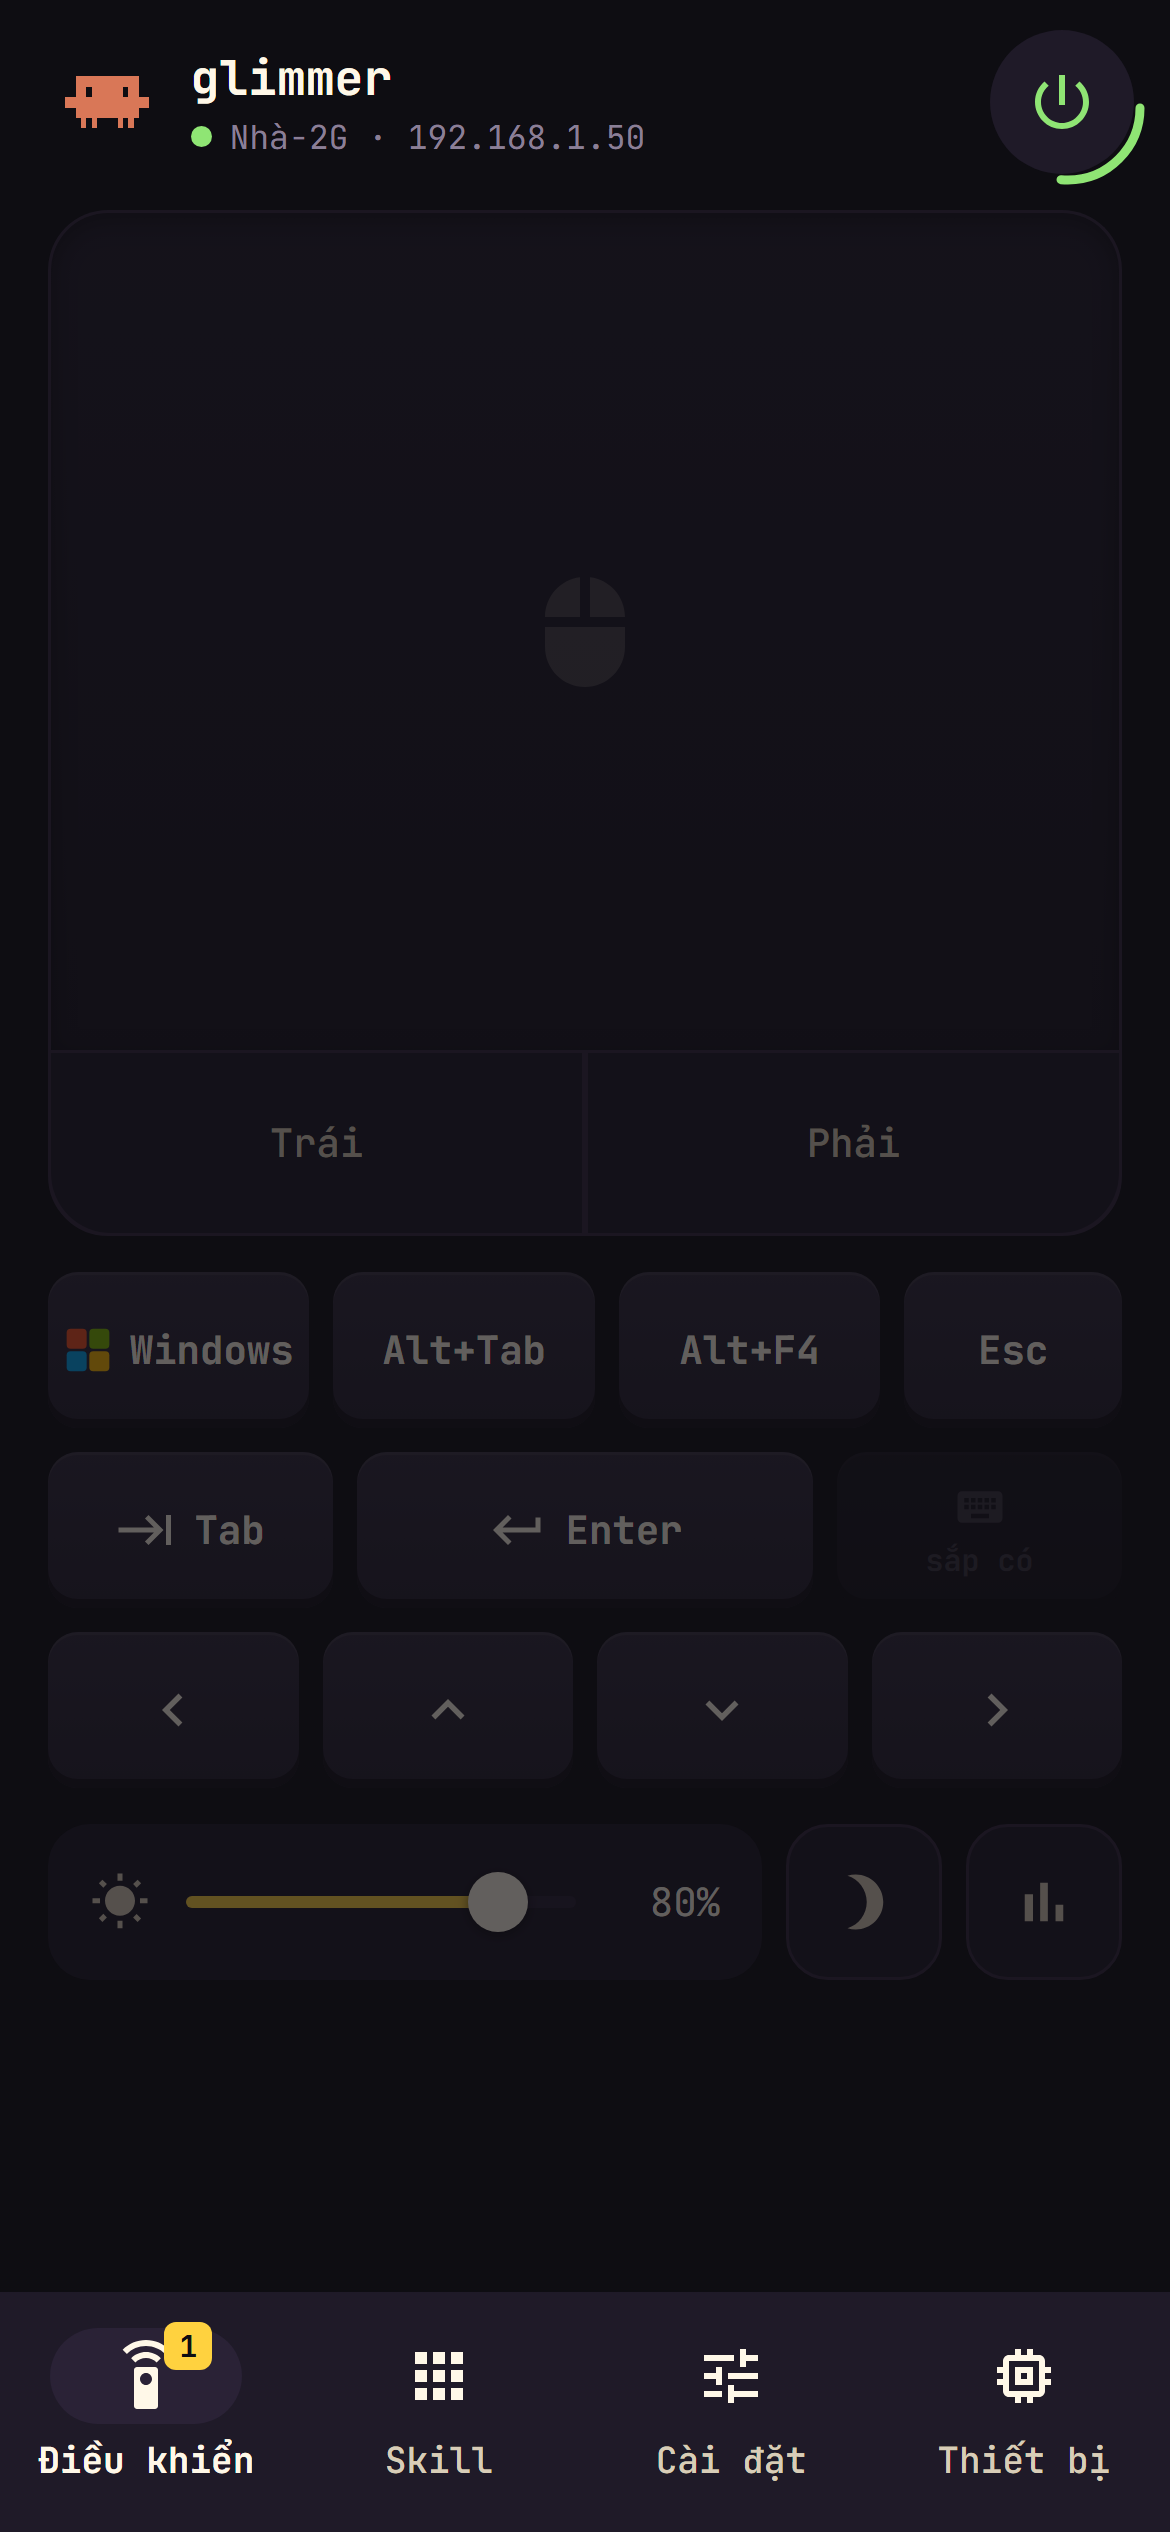 glimmer
Nhà-2G · 192.168.1.50
Trái
Phải
Windows
Alt+Tab
Alt+F4
Esc
Tab
Enter
sắp có
80%
1
Điều khiển
Skill
Cài đặt
Thiết bị